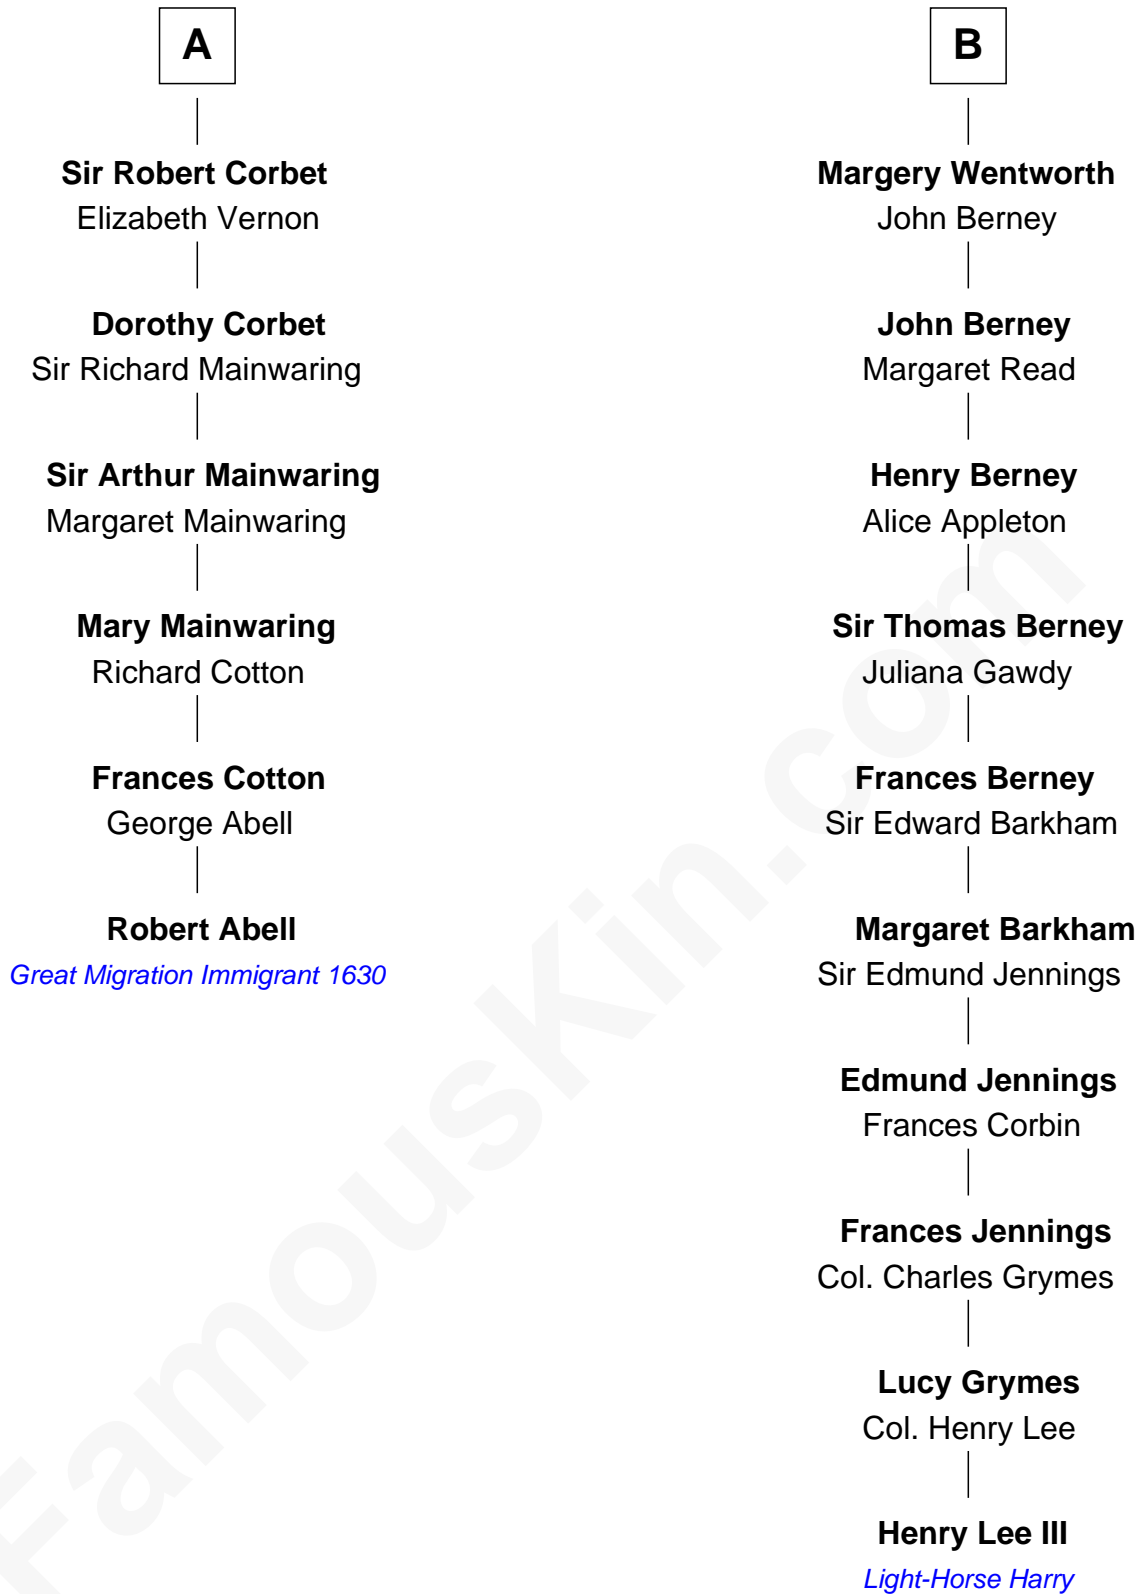 A
Sir Robert Corbet
Elizabeth Vernon
Dorothy Corbet
Sir Richard Mainwaring
Sir Arthur Mainwaring
Margaret Mainwaring
Mary Mainwaring
Richard Cotton
Frances Cotton
George Abell
Robert Abell
Great Migration Immigrant 1630
B
Margery Wentworth
John Berney
John Berney
Margaret Read
Henry Berney
Alice Appleton
Sir Thomas Berney
Juliana Gawdy
Frances Berney
Sir Edward Barkham
Margaret Barkham
Sir Edmund Jennings
Edmund Jennings
Frances Corbin
Frances Jennings
Col. Charles Grymes
Lucy Grymes
Col. Henry Lee
Henry Lee III
Light-Horse Harry
FamousKin.com